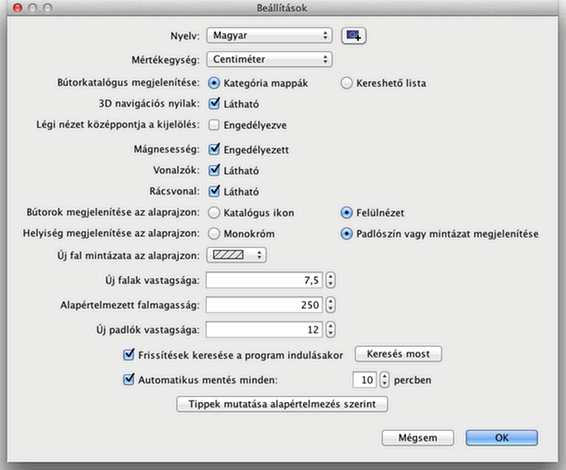 Beállítások
Nyelv: Magyar
Mértékegység: Centiméter
Bútorkatalógus megjelenítése: Kategória mappák Kereshető lista
3D navigációs nyilak: Látható
Légi nézet középpontja a kijelölés: Engedélyezve
Mágnesesség: Engedélyezett
Vonalzók: Látható
Rácsvonal: Látható
Bútorok megjelenítése az alaprajzon: Katalógus ikon Felülnézet
Helyiség megjelenítése az alaprajzon: Monokróm Padlószín vagy mintázat megjelenítése
Új fal mintázata az alaprajzon:
Új falak vastagsága: 7,5
Alapértelmezett falmagasság: 250
Új padlók vastagsága: 12
Frissítések keresése a program indulásakor Keresés most
Automatikus mentés minden: 10 percben
Tippek mutatása alapértelmezés szerint
Mégsem OK